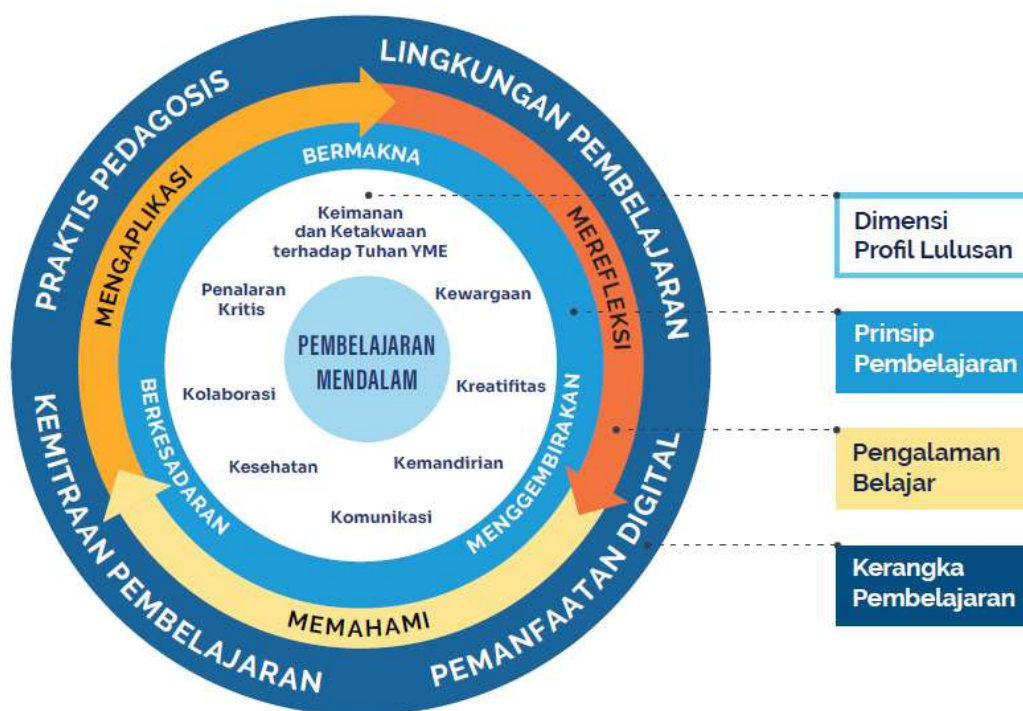 PRAKTIS PEDAGOGIS
LINGKUNGAN PEMBELAJARAN
PEMANFAATAN DIGITAL
KEMITRAAN PEMBELAJARAN
MENGAPLIKASI
MEREFLEKSI
MEMAHAMI
BERMAKNA
MENGGEMBIRAKAN
BERKESADARAN
Keimanan
dan Ketakwaan
terhadap Tuhan YME
Kewargaan
Kreatifitas
Kemandirian
Komunikasi
Kesehatan
Kolaborasi
Penalaran
Kritis
PEMBELAJARAN
MENDALAM
Dimensi
Profil Lulusan
Prinsip
Pembelajaran
Pengalaman
Belajar
Kerangka
Pembelajaran